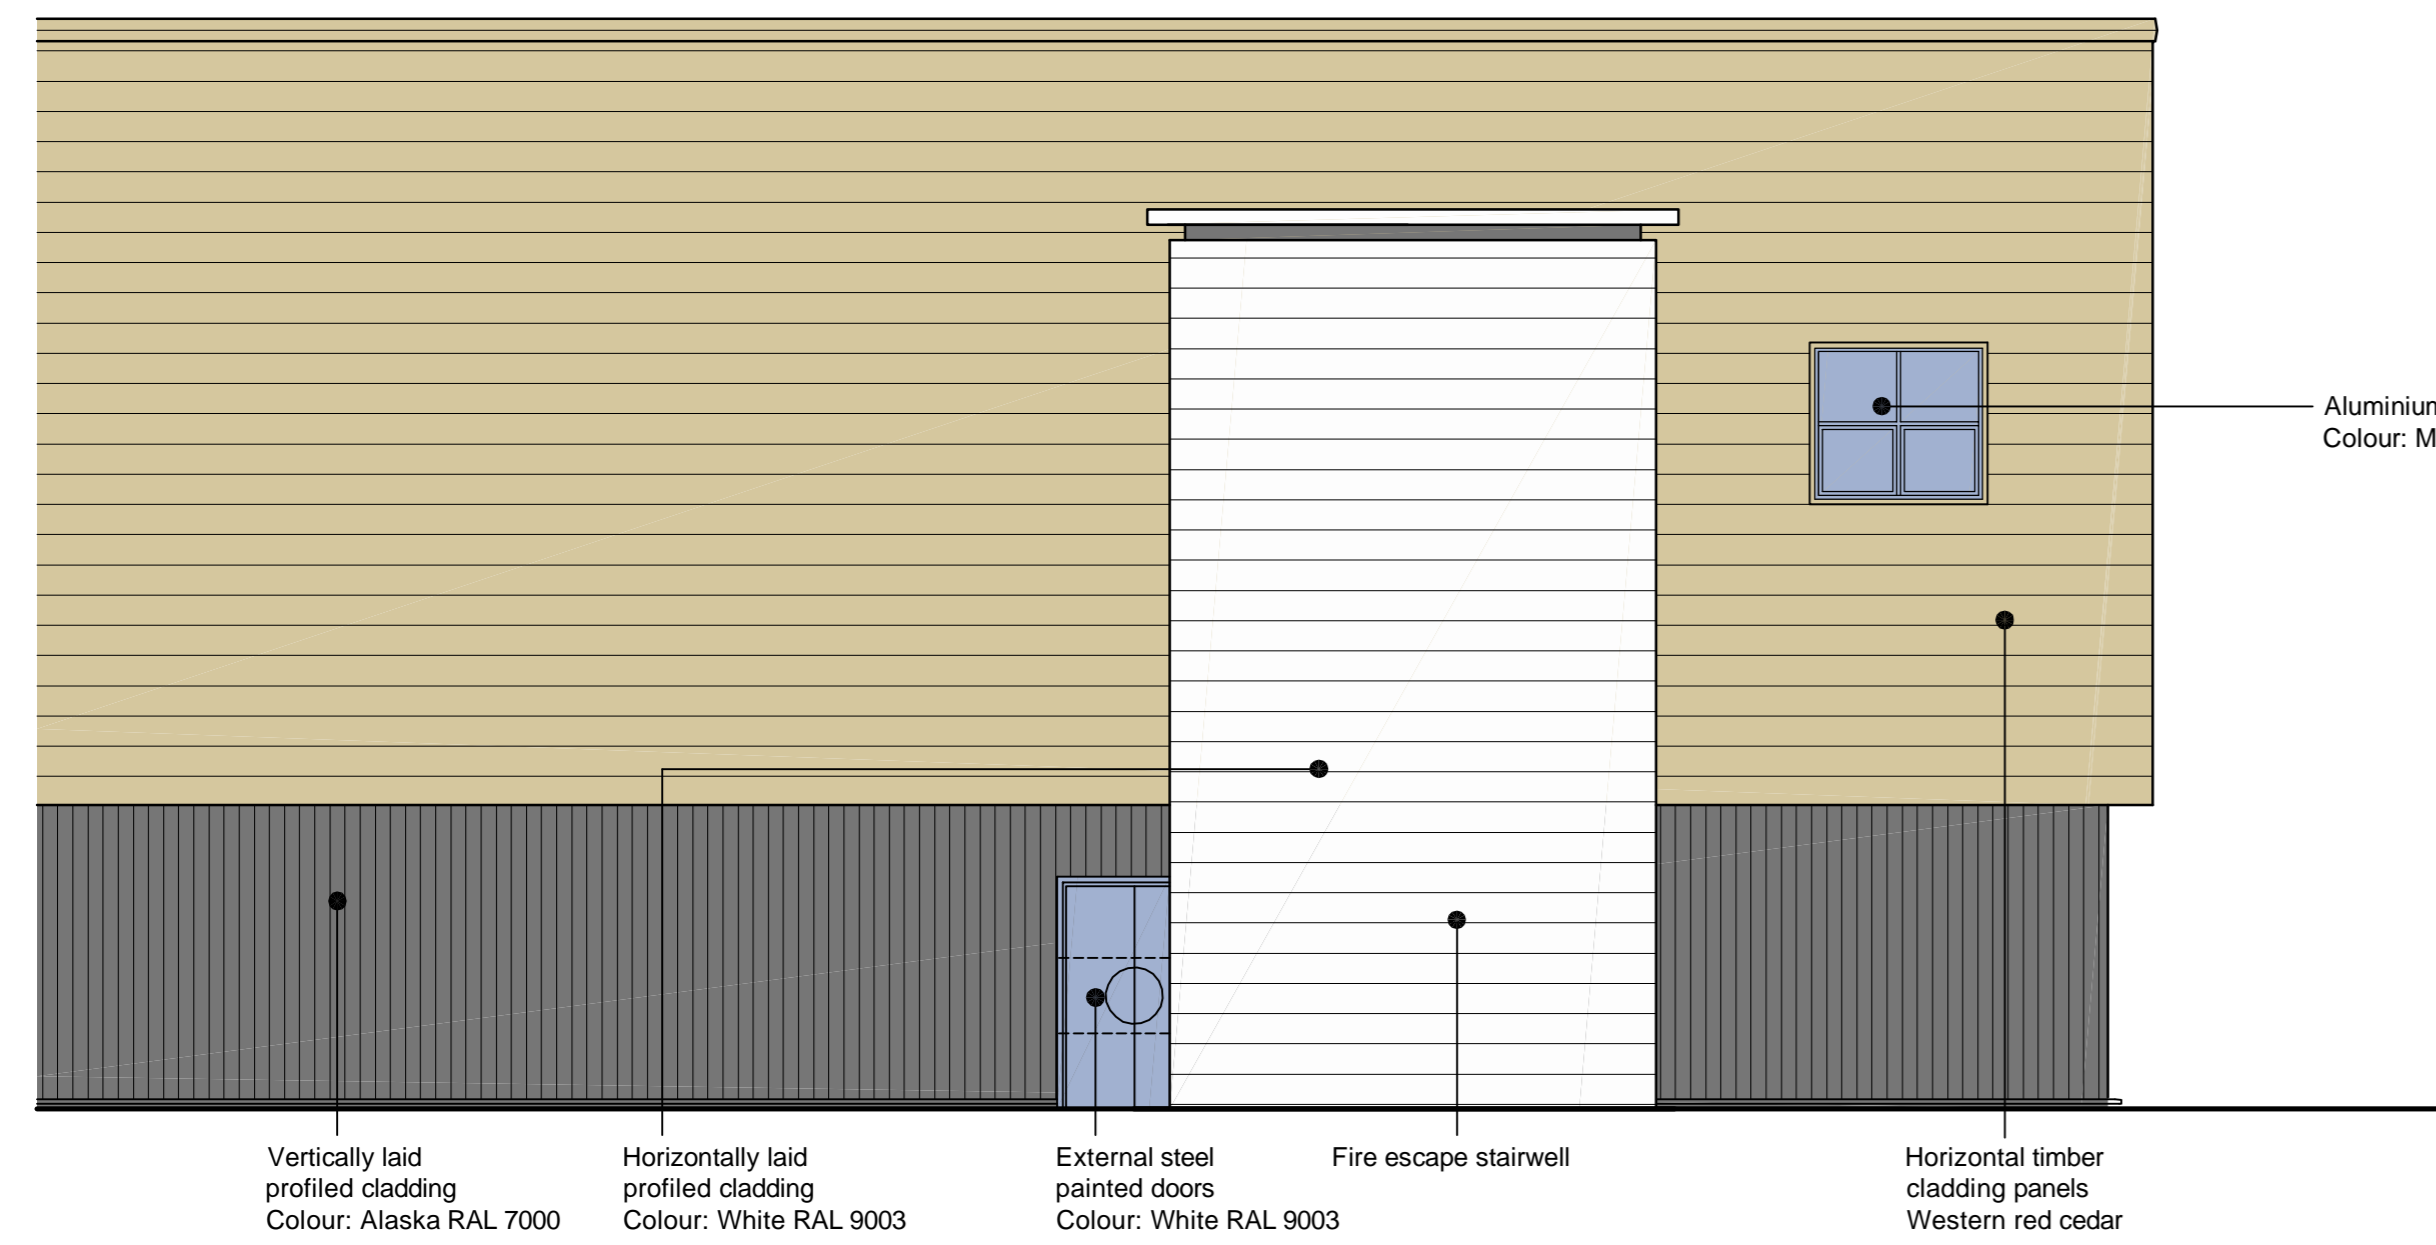 Colour:
Vertically laid
profiled cladding
Colour: Alaska RAL 7000
Horizontally laid
profiled cladding
Colour: White RAL 9003
External steel
painted doors
Colour: White RAL 9003
Fire escape stairwell
Horizontal timber
cladding panels
Western red cedar